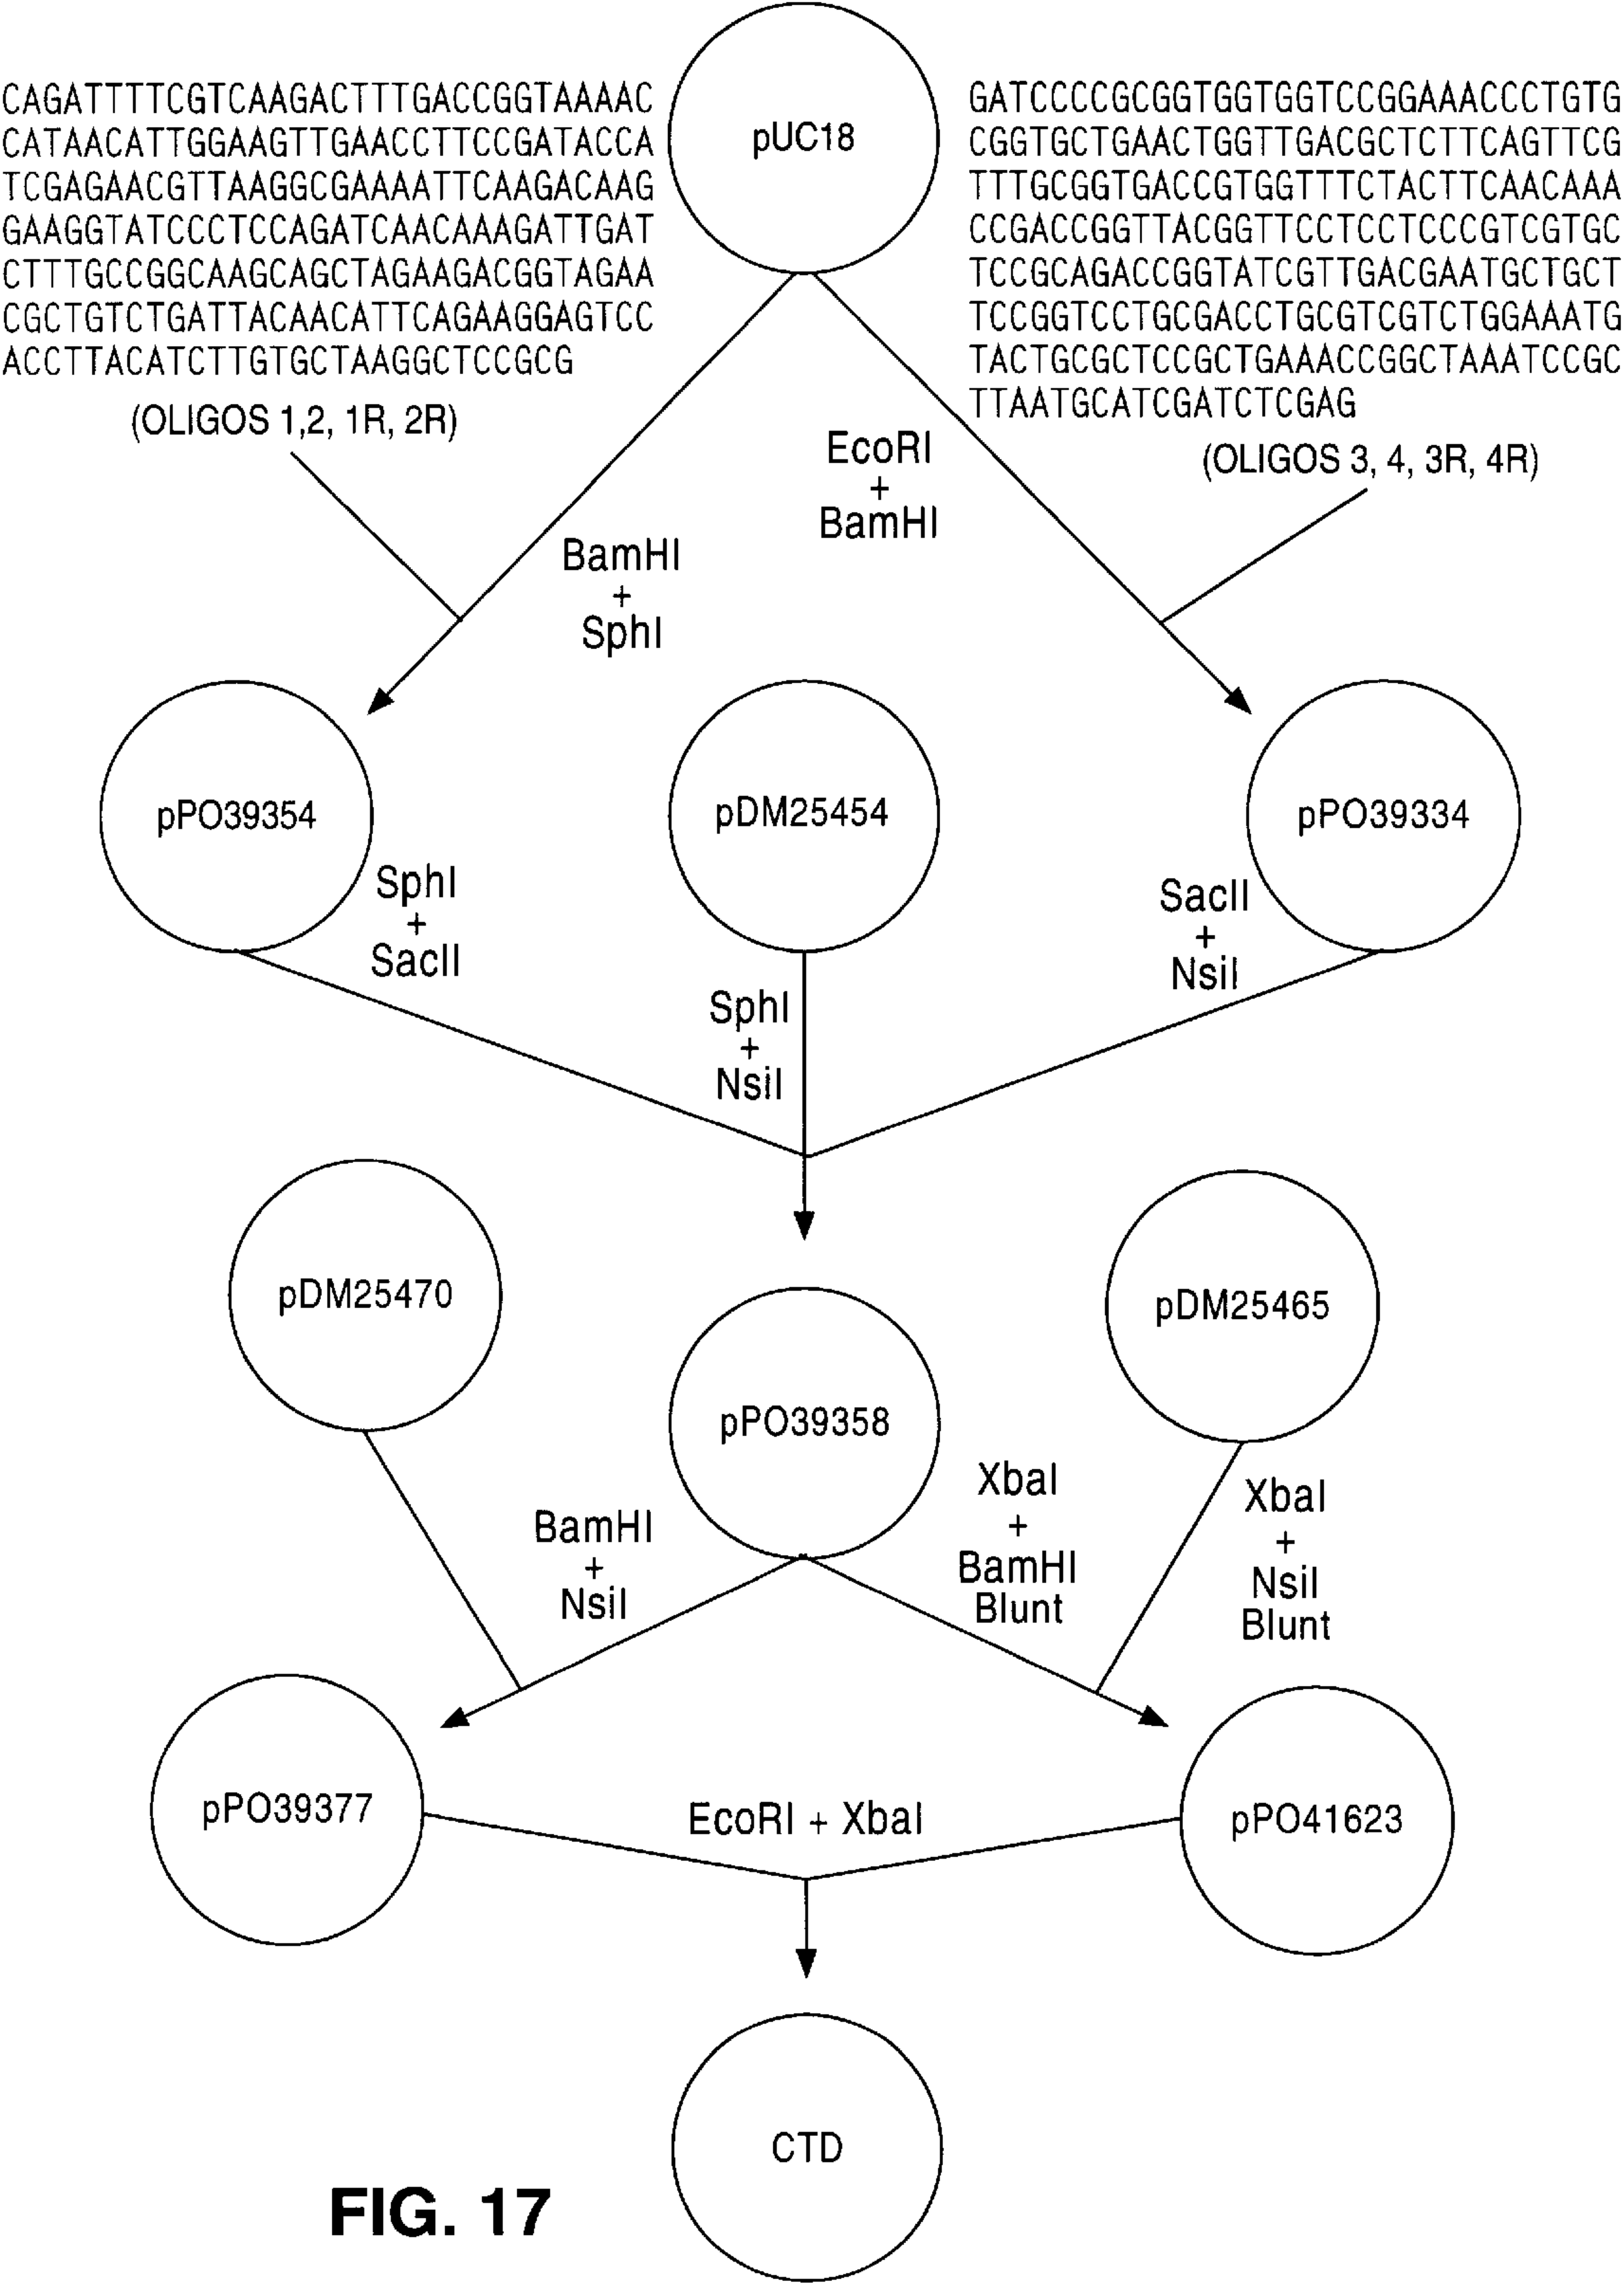 CAGATTTTCGTCAAGACTTTGACCGGTAAAAC
CATAACATTGGAAGTTGAACCTTCCGATACCA
TCGAGAACGTTAAGGCGAAAATTCAAGACAAG
GAAGGTATCCCTCCAGATCAACAAAGATTGAT
CTTTGCCGGCAAGCAGCTAGAAGACGGTAGAA
CGCTGTCTGATTACAACATTCAGAAGGAGTCC
ACCTTACATCTTGTGCTAAGGCTCCGCG
(OLIGOS 1,2, 1R, 2R)
pUC18
GATCCCCGCGGTGGTGGTCCGGAAACCCTGTG
CGGTGCTGAACTGGTTGACGCTCTTCAGTTCG
TTTGCGGTGACCGTGGTTTCTACTTCAACAAA
CCGACCGGTTACGGTTCCTCCTCCCGTCGTGC
TCCGCAGACCGGTATCGTTGACGAATGCTGCT
TCCGGTCCTGCGACCTGCGTCGTCTGGAAATG
TACTGCGCTCCGCTGAAACCGGCTAAATCCGC
TTAATGCATCGATCTCGAG
(OLIGOS 3, 4, 3R, 4R)
EcoRI
+
BamHI
BamHI
+
SphI
pPO39354
pDM25454
pPO39334
SphI
+
SacII
SacII
+
NsiI
SphI
+
NsiI
pDM25470
pPO39358
pDM25465
BamHI
+
NsiI
XbaI
+
BamHI
Blunt
XbaI
+
NsiI
Blunt
pPO39377
EcoRI + XbaI
pPO41623
CTD
FIG. 17